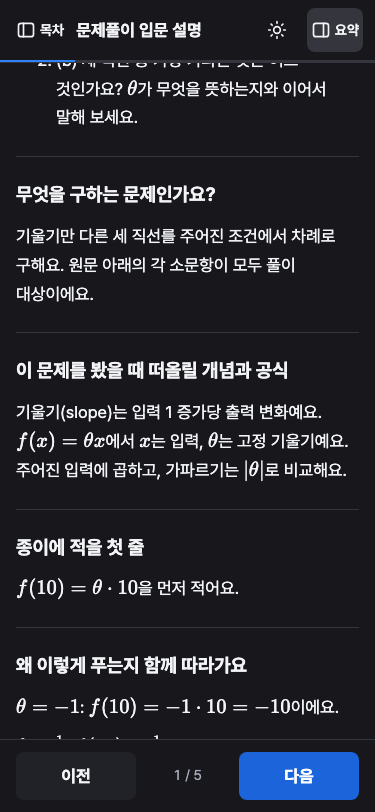 목차 문제풀이 입문 설명 요약
것인가요? θ가 무엇을 뜻하는지와 이어서
말해 보세요.
무엇을 구하는 문제인가요?
기울기만 다른 세 직선를 주어진 조건에서 차례로
구해요. 원문 아래의 각 소문항이 모두 풀이
대상이에요.
이 문제를 봤을 때 떠올릴 개념과 공식
기울기(slope)는 입력 1 증가당 출력 변화예요.
f(x) = θx에서 x는 입력, θ는 고정 기울기예요.
주어진 입력에 곱하고, 가파르기는 |θ|로 비교해요.
종이에 적을 첫 줄
f(10) = θ · 10을 먼저 적어요.
왜 이렇게 푸는지 함께 따라가요
θ = −1: f(10) = −1 · 10 = −10이에요.
이전 1 / 5 다음